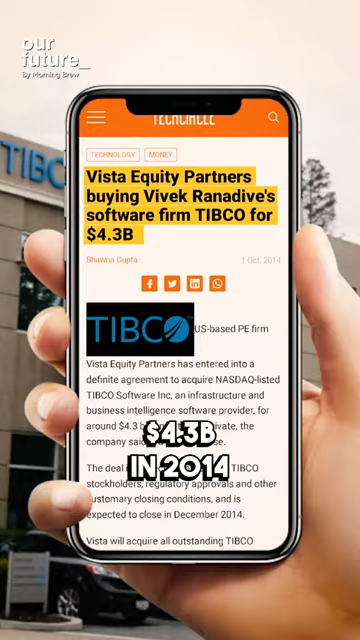 our
future_
By Morning Brew
TIBCO
TECHCIRCLE
TECHNOLOGY
MONEY
Vista Equity Partners
buying Vivek Ranadive's
software firm TIBCO for
$4.3B
Bhawna Gupta
1 Oct, 2014
TIBCO
US-based PE firm
Vista Equity Partners has entered into a
definite agreement to acquire NASDAQ-listed
TIBCO Software Inc, an infrastructure and
business intelligence software provider, for
around $4.3 the
company
$4.3B
IN 2014
The deal TIBCO
stockholders, regulatory approvals and other
customary closing conditions, and is
expected to close in December 2014.
Vista will acquire all outstanding TIBCO